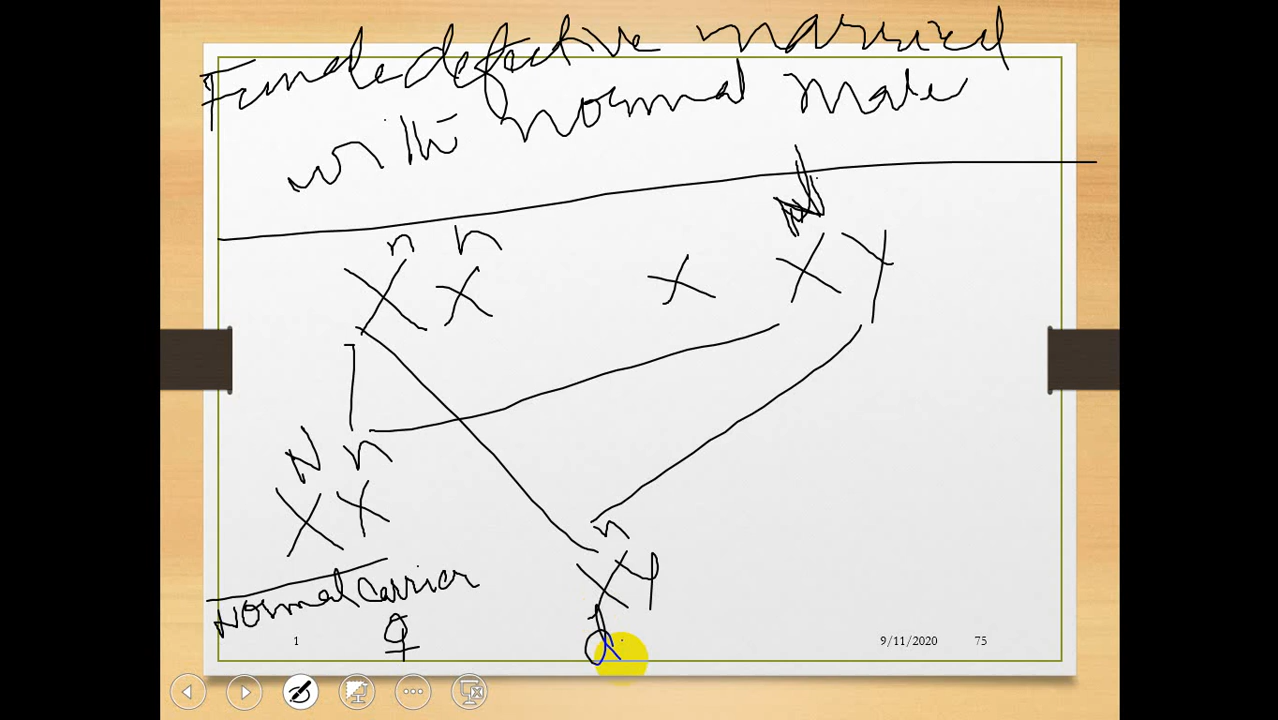 Female defective married
with normal male
n n N
X X X X Y
N n
X X
n
X Y
Normal carrier
♀
1 9/11/2020 75